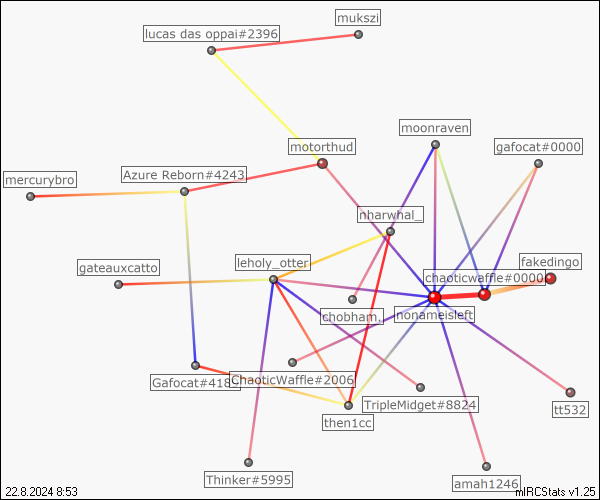 mukszi
lucas das oppai#2396
moonraven
motorthud
gafocat#0000
Azure Reborn#4243
mercurybro
nharwhal_
leholy_otter
fakedingo
gateauxcatto
chaoticwaffle#0000
chobham.
nonameisleft
Gafocat#418
ChaoticWaffle#2006
TripleMidget#8824
tt532
then1cc
Thinker#5995
amah1246
22.8.2024 8:53
mIRCStats v1.25